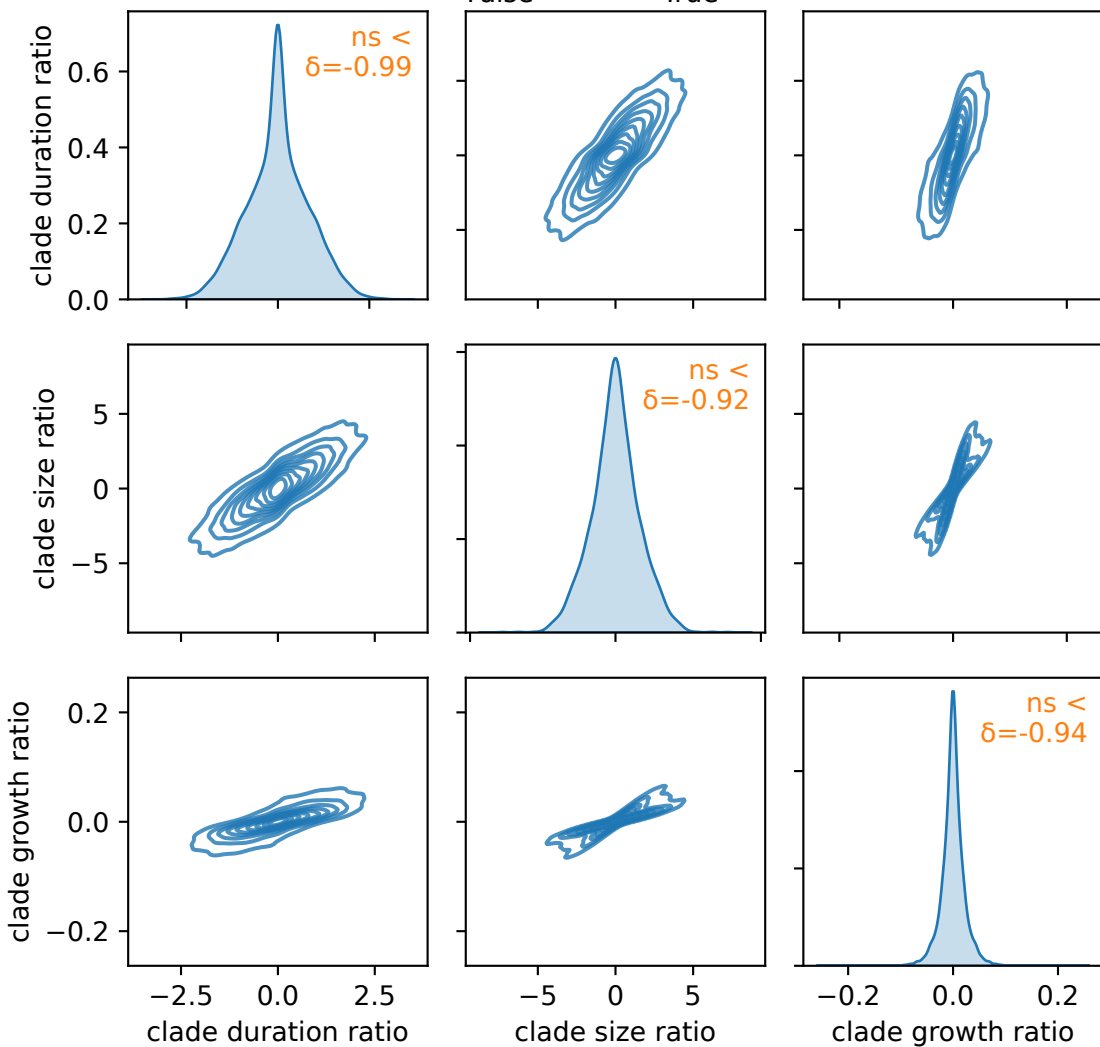 clade duration ratio
0.6
0.4
0.2
0.0
ns <
δ=-0.99
clade size ratio
5
0
−5
ns <
δ=-0.92
clade growth ratio
0.2
0.0
−0.2
ns <
δ=-0.94
−2.5 0.0 2.5
−5 0 5
−0.2 0.0 0.2
clade duration ratio
clade size ratio
clade growth ratio